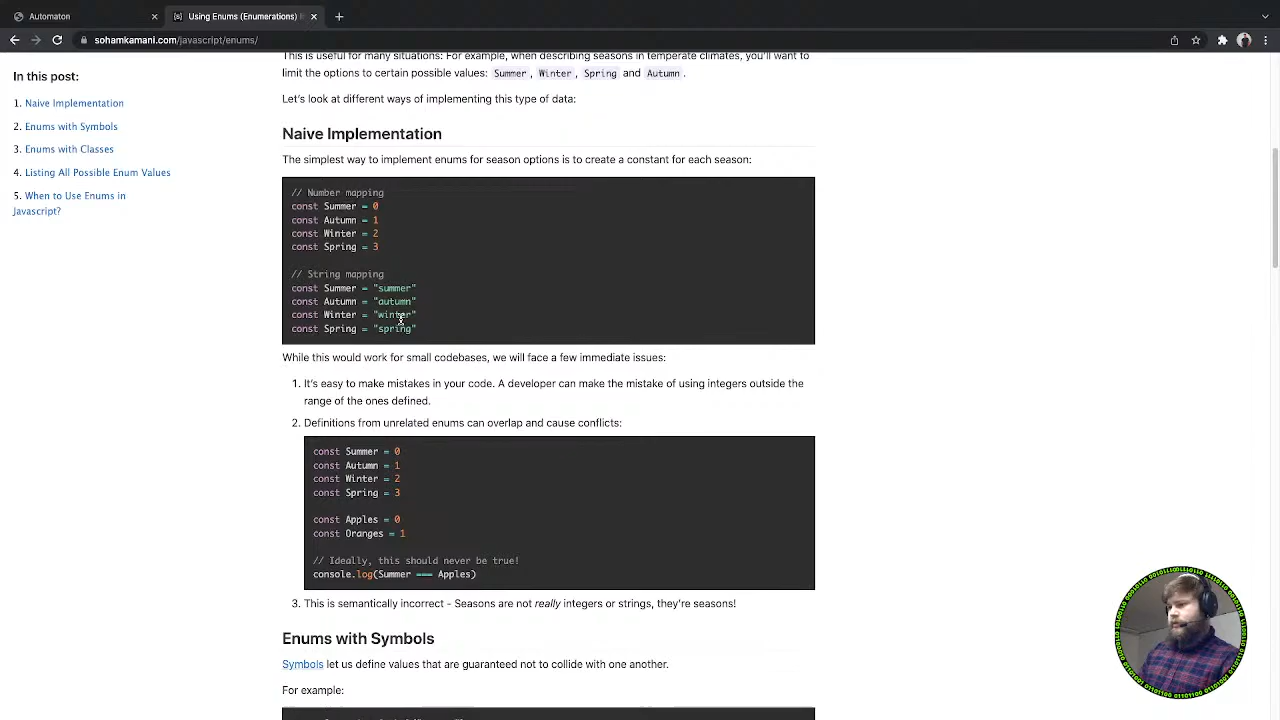 Automaton
Using Enums (Enumerations)
sohamkamani.com/javascript/enums/
In this post:
1. Naive Implementation
2. Enums with Symbols
3. Enums with Classes
4. Listing All Possible Enum Values
5. When to Use Enums in
Javascript?
This is useful for many situations: For example, when describing seasons in temperate climates, you'll want to
limit the options to certain possible values: Summer, Winter, Spring and Autumn.
Let's look at different ways of implementing this type of data:
Naive Implementation
The simplest way to implement enums for season options is to create a constant for each season:
// Number mapping
const Summer = 0
const Autumn = 1
const Winter = 2
const Spring = 3
// String mapping
const Summer = "summer"
const Autumn = "autumn"
const Winter = "winter"
const Spring = "spring"
While this would work for small codebases, we will face a few immediate issues:
1. It's easy to make mistakes in your code. A developer can make the mistake of using integers outside the
range of the ones defined.
2. Definitions from unrelated enums can overlap and cause conflicts:
const Summer = 0
const Autumn = 1
const Winter = 2
const Spring = 3
const Apples = 0
const Oranges = 1
// Ideally, this should never be true!
console.log(Summer === Apples)
3. This is semantically incorrect - Seasons are not really integers or strings, they're seasons!
Enums with Symbols
Symbols let us define values that are guaranteed not to collide with one another.
For example: